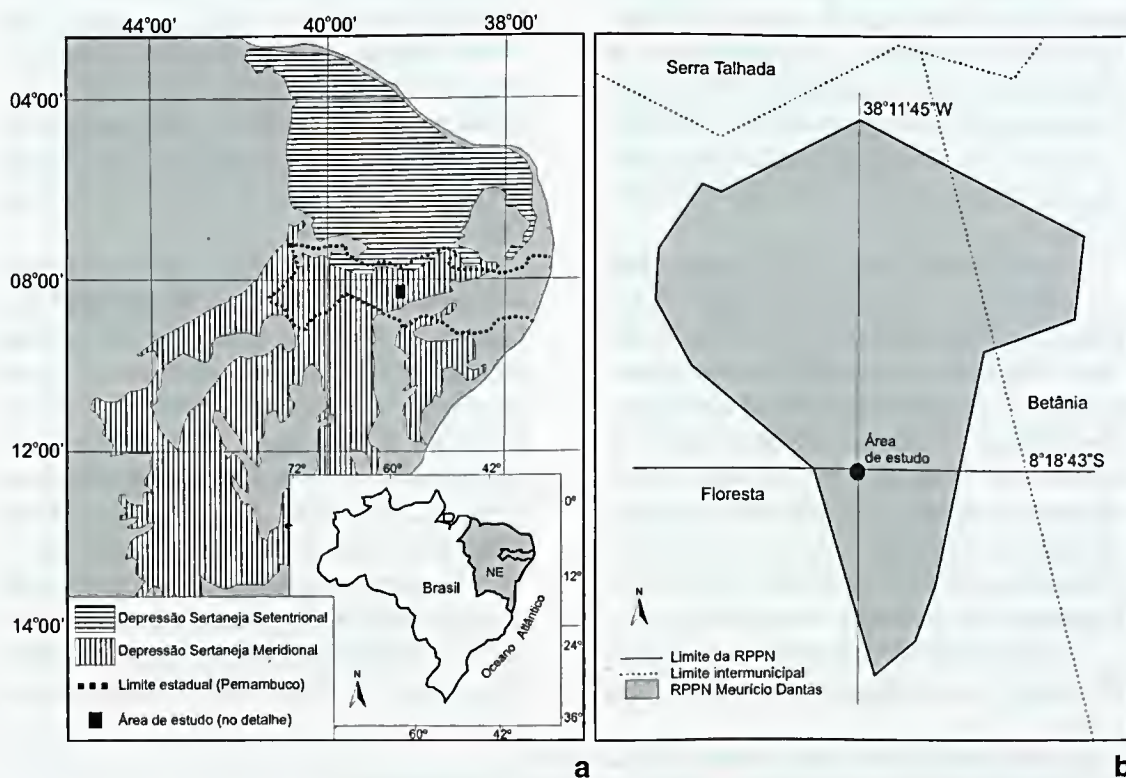 44°00'
40°00'
38°00'
04°00'
08°00'
12°00'
14°00'
72°
60°
42°
0°
12°
24°
36°
60°
42°
Brasil
NE
Oceano Atlântico
N
Depressão Sertaneja Setentrional
Depressão Sertaneja Meridional
Limite estadual (Pernambuco)
Área de estudo (no detalhe)
a
Serra Talhada
38°11'45"W
Betânia
Área
de estudo
8°18'43"S
Floresta
N
Limite da RPPN
Limite intermunicipal
RPPN Maurício Dantas
b